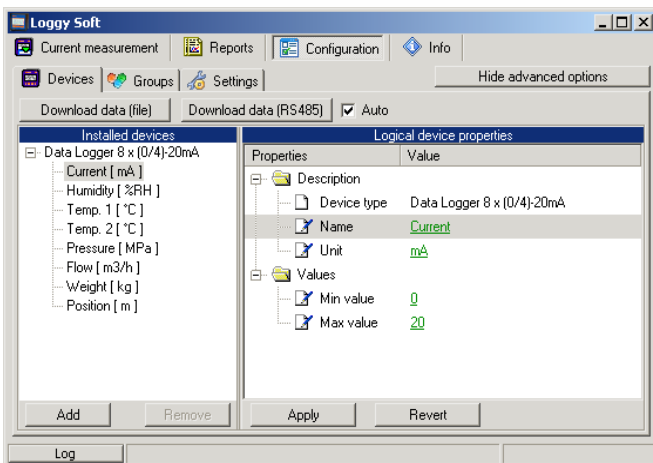 Loggy Soft
Current measurement Reports Configuration Info
Devices Groups Settings Hide advanced options
Download data (file) Download data (RS485) Auto
Installed devices
Data Logger 8 x (0/4)-20mA
Current [ mA ]
Humidity [ %RH ]
Temp. 1 [ °C ]
Temp. 2 [ °C ]
Pressure [ MPa ]
Flow [ m3/h ]
Weight [ kg ]
Position [ m ]
Add Remove
Logical device properties
Properties Value
Description
Device type Data Logger 8 x (0/4)-20mA
Name Current
Unit mA
Values
Min value 0
Max value 20
Apply Revert
Log